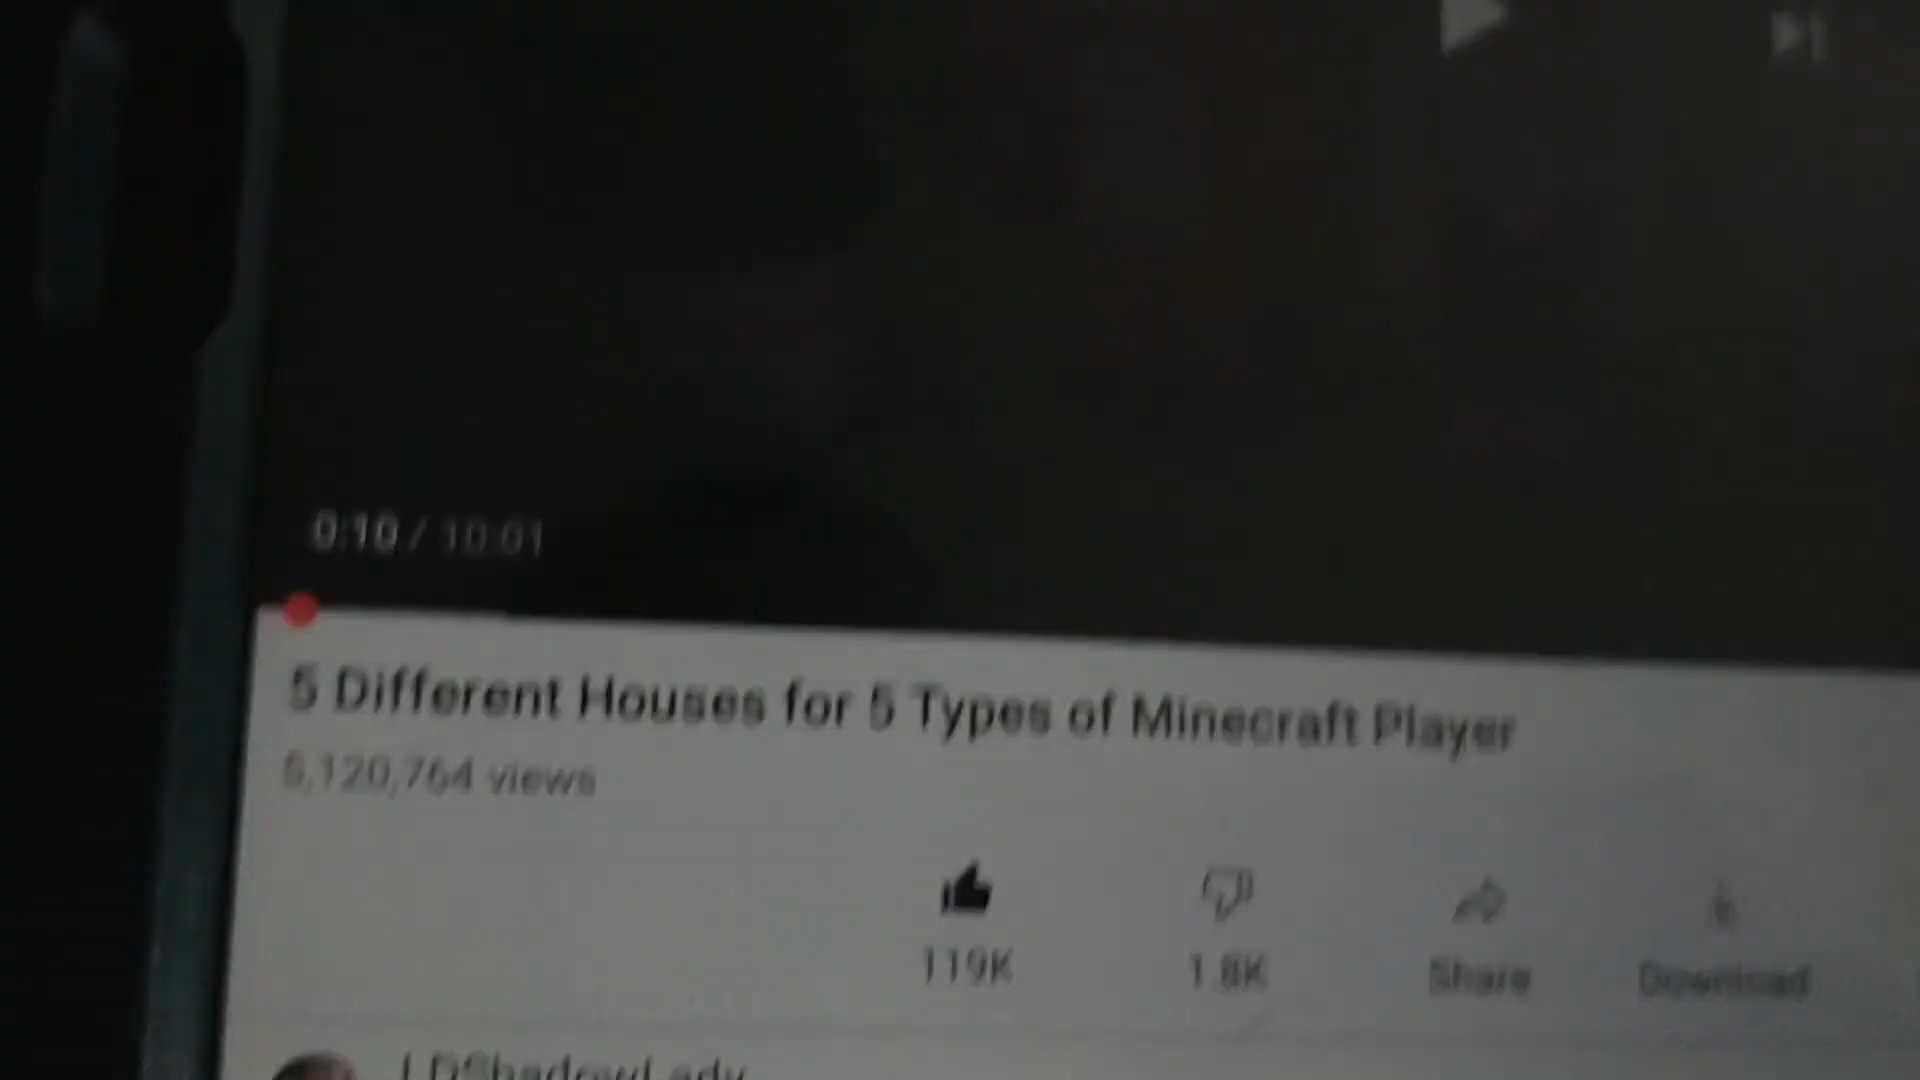 0:10 / 10:01
5 Different Houses for 5 Types of Minecraft Player
5,120,764 views
119K 1.8K Share Download
LDShadowLady